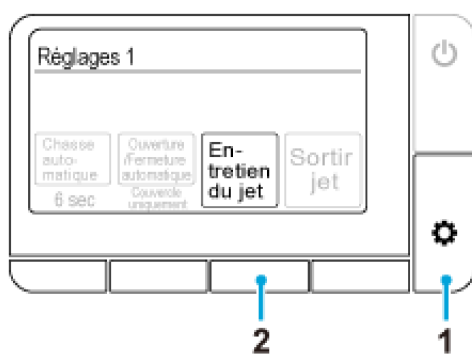 Réglages 1
Chasse
auto-
matique
6 sec
Ouverture
/Fermeture
automatique
Couvercle
uniquement
En-
tretien
du jet
Sortir
jet
2
1